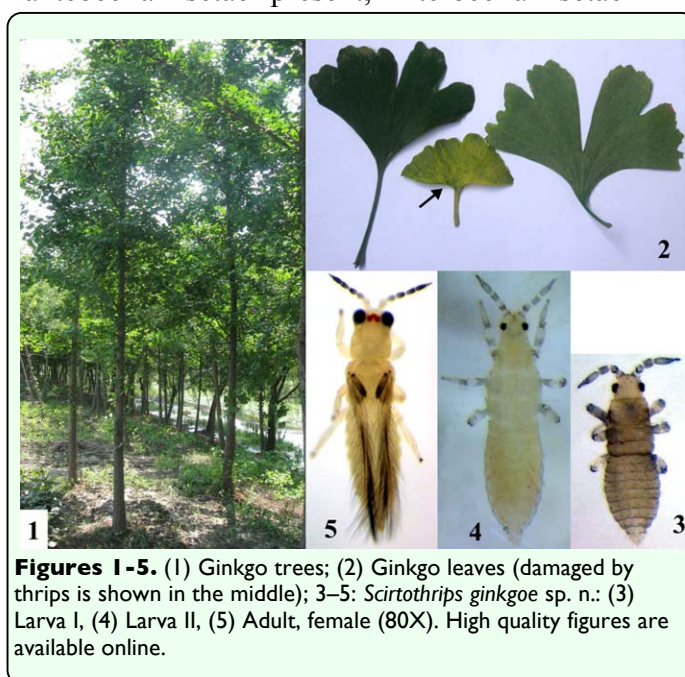 1
2
5
4
3
Figures 1-5. (1) Ginkgo trees; (2) Ginkgo leaves (damaged by
thrips is shown in the middle); 3–5: Scirtothrips ginkgoe sp. n.: (3)
Larva I, (4) Larva II, (5) Adult, female (80X). High quality figures are
available online.